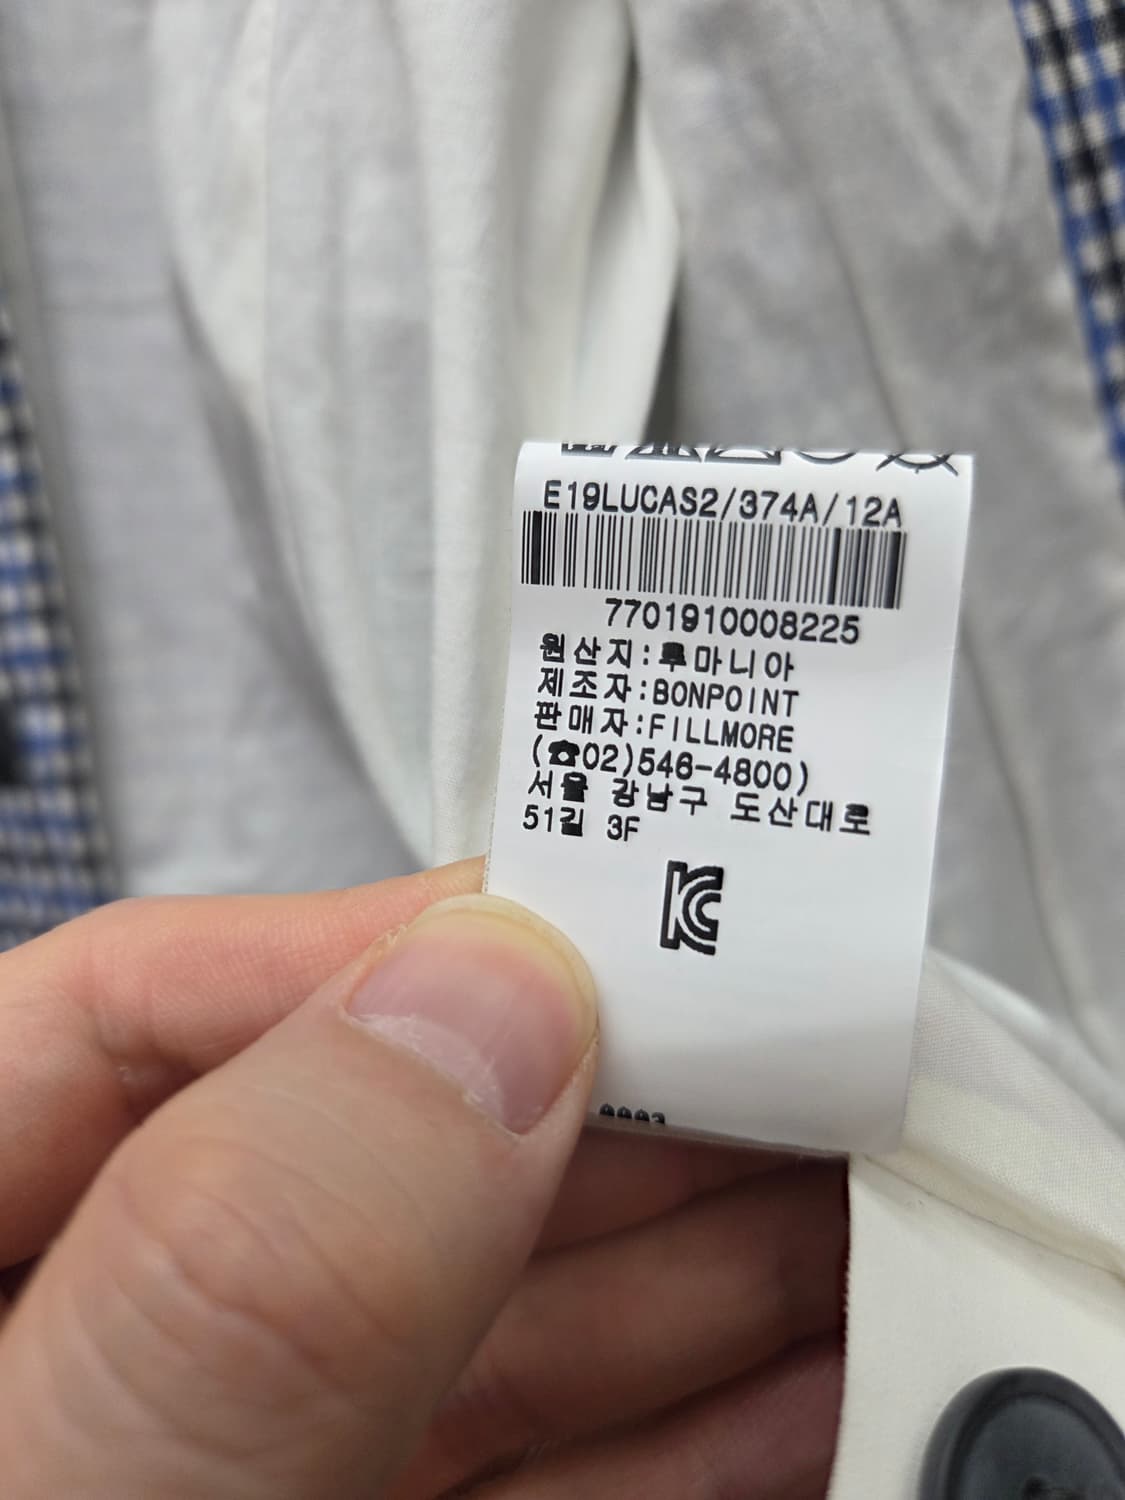 E19LUCAS2/374A/12A
7701910008225
원산지:루마니아
제조자:BONPOINT
판매자:FILLMORE
(☎02)546-4800)
서울 강남구 도산대로
51길 3F
KC